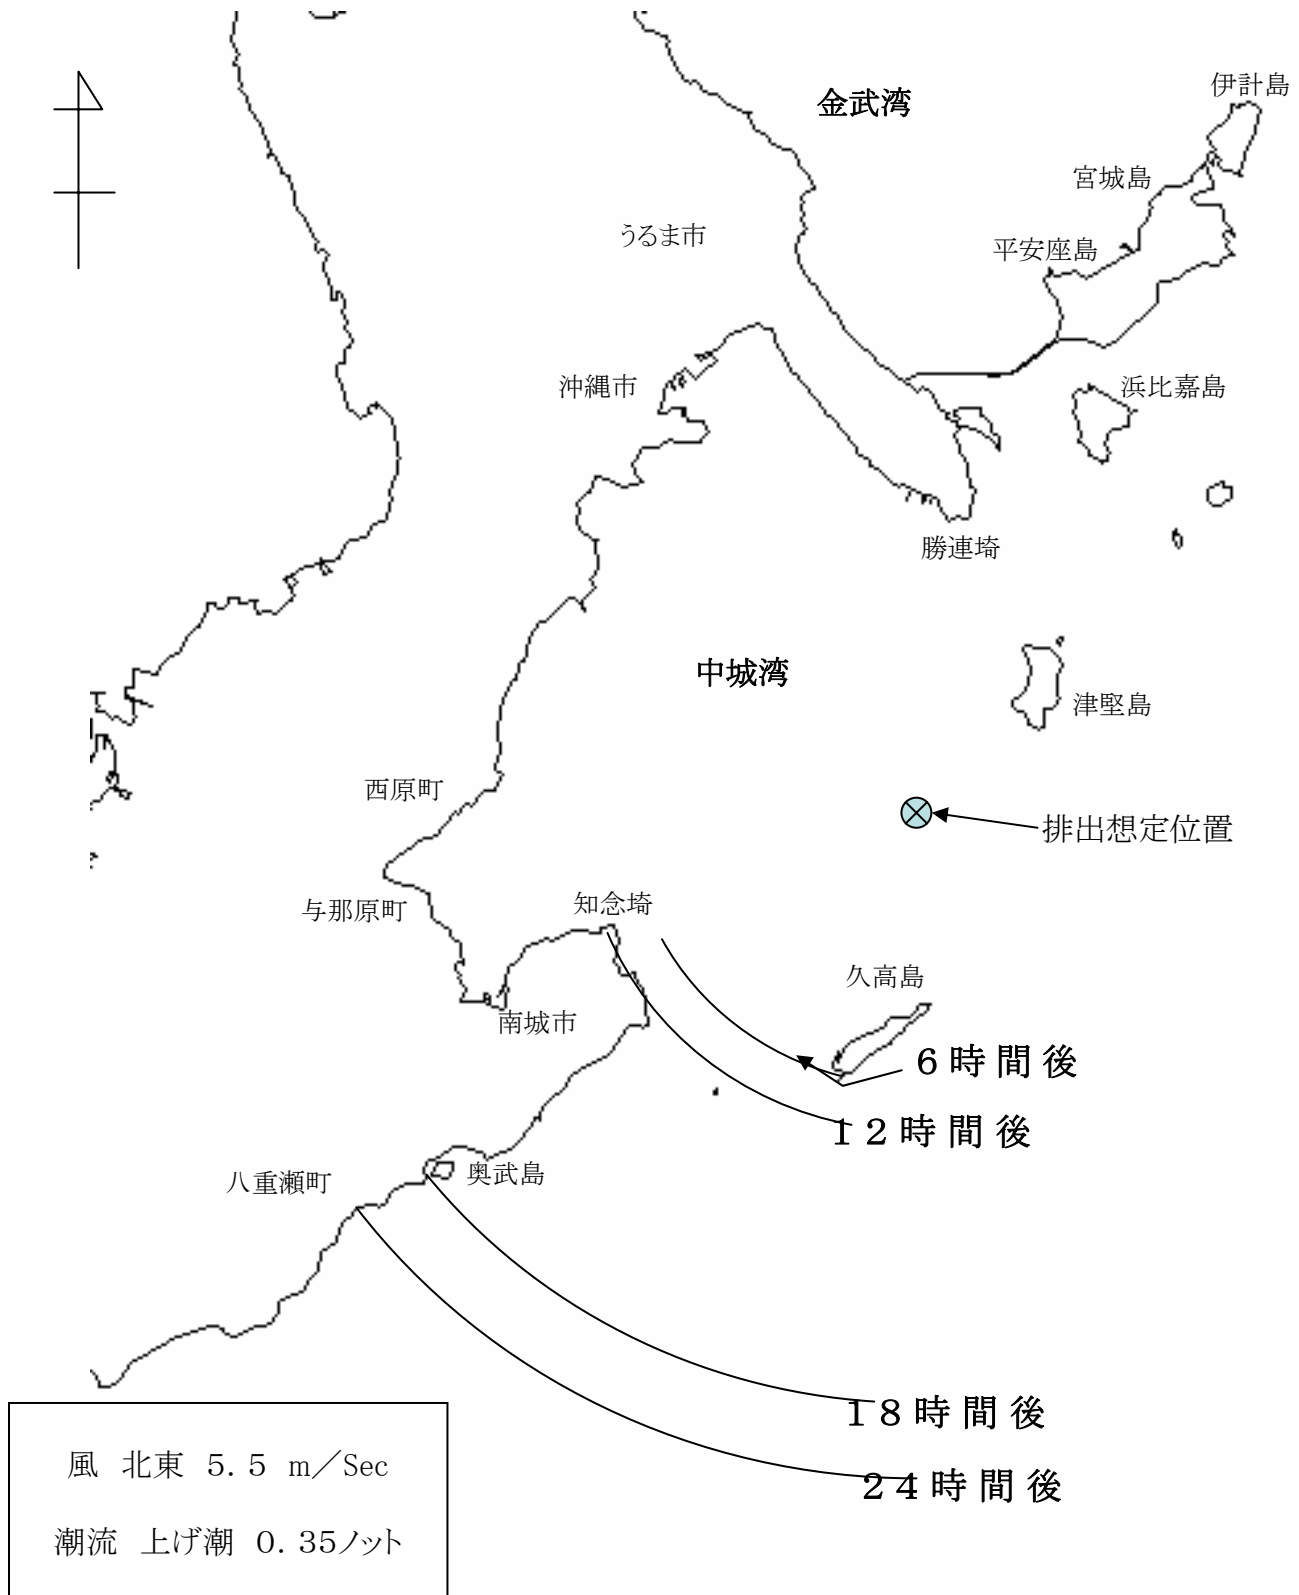 金武湾
伊計島
宮城島
うるま市
平安座島
沖縄市
浜比嘉島
勝連埼
中城湾
津堅島
西原町
排出想定位置
知念埼
与那原町
久高島
南城市
6時間後
12時間後
奥武島
八重瀬町
18時間後
24時間後
風 北東 5.5 m/Sec
潮流 上げ潮 0.35ノット